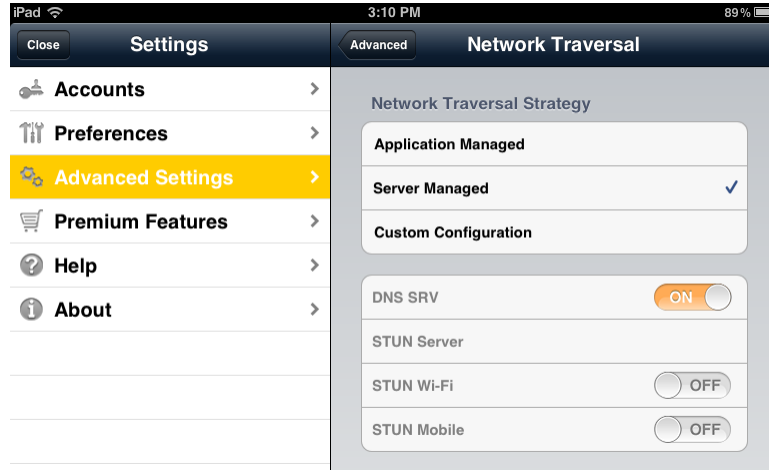 iPad
3:10 PM
89%
Close
Settings
Accounts
Preferences
Advanced Settings
Premium Features
Help
About
Advanced
Network Traversal
Network Traversal Strategy
Application Managed
Server Managed
Custom Configuration
DNS SRV
ON
STUN Server
STUN Wi-Fi
OFF
STUN Mobile
OFF